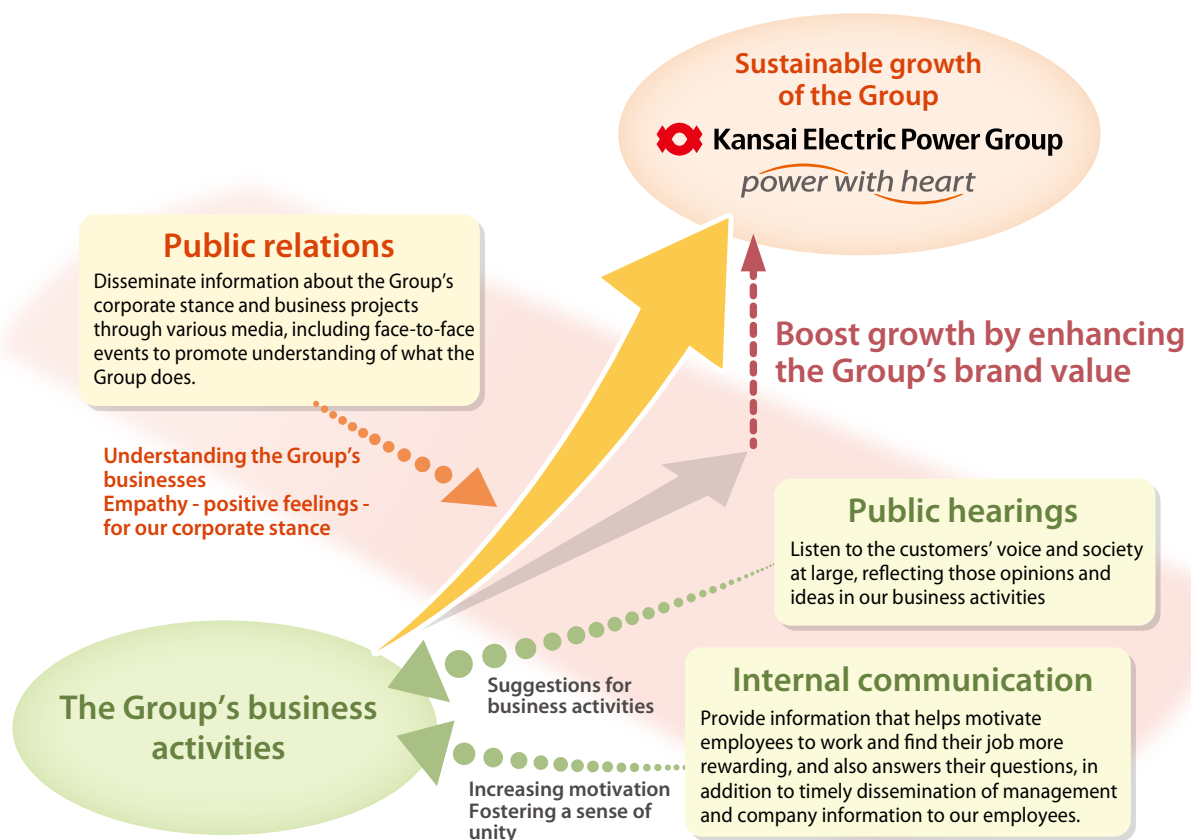 Sustainable growth
of the Group
Kansai Electric Power Group
power with heart
Public relations
Disseminate information about the Group's
corporate stance and business projects
through various media, including face-to-face
events to promote understanding of what the
Group does.
Boost growth by enhancing
the Group's brand value
Understanding the Group's
businesses
Empathy - positive feelings -
for our corporate stance
Public hearings
Listen to the customers' voice and society
at large, reflecting those opinions and
ideas in our business activities
The Group's business
activities
Suggestions for
business activities
Internal communication
Provide information that helps motivate
employees to work and find their job more
rewarding, and also answers their questions, in
addition to timely dissemination of management
and company information to our employees.
Increasing motivation
Fostering a sense of
unity